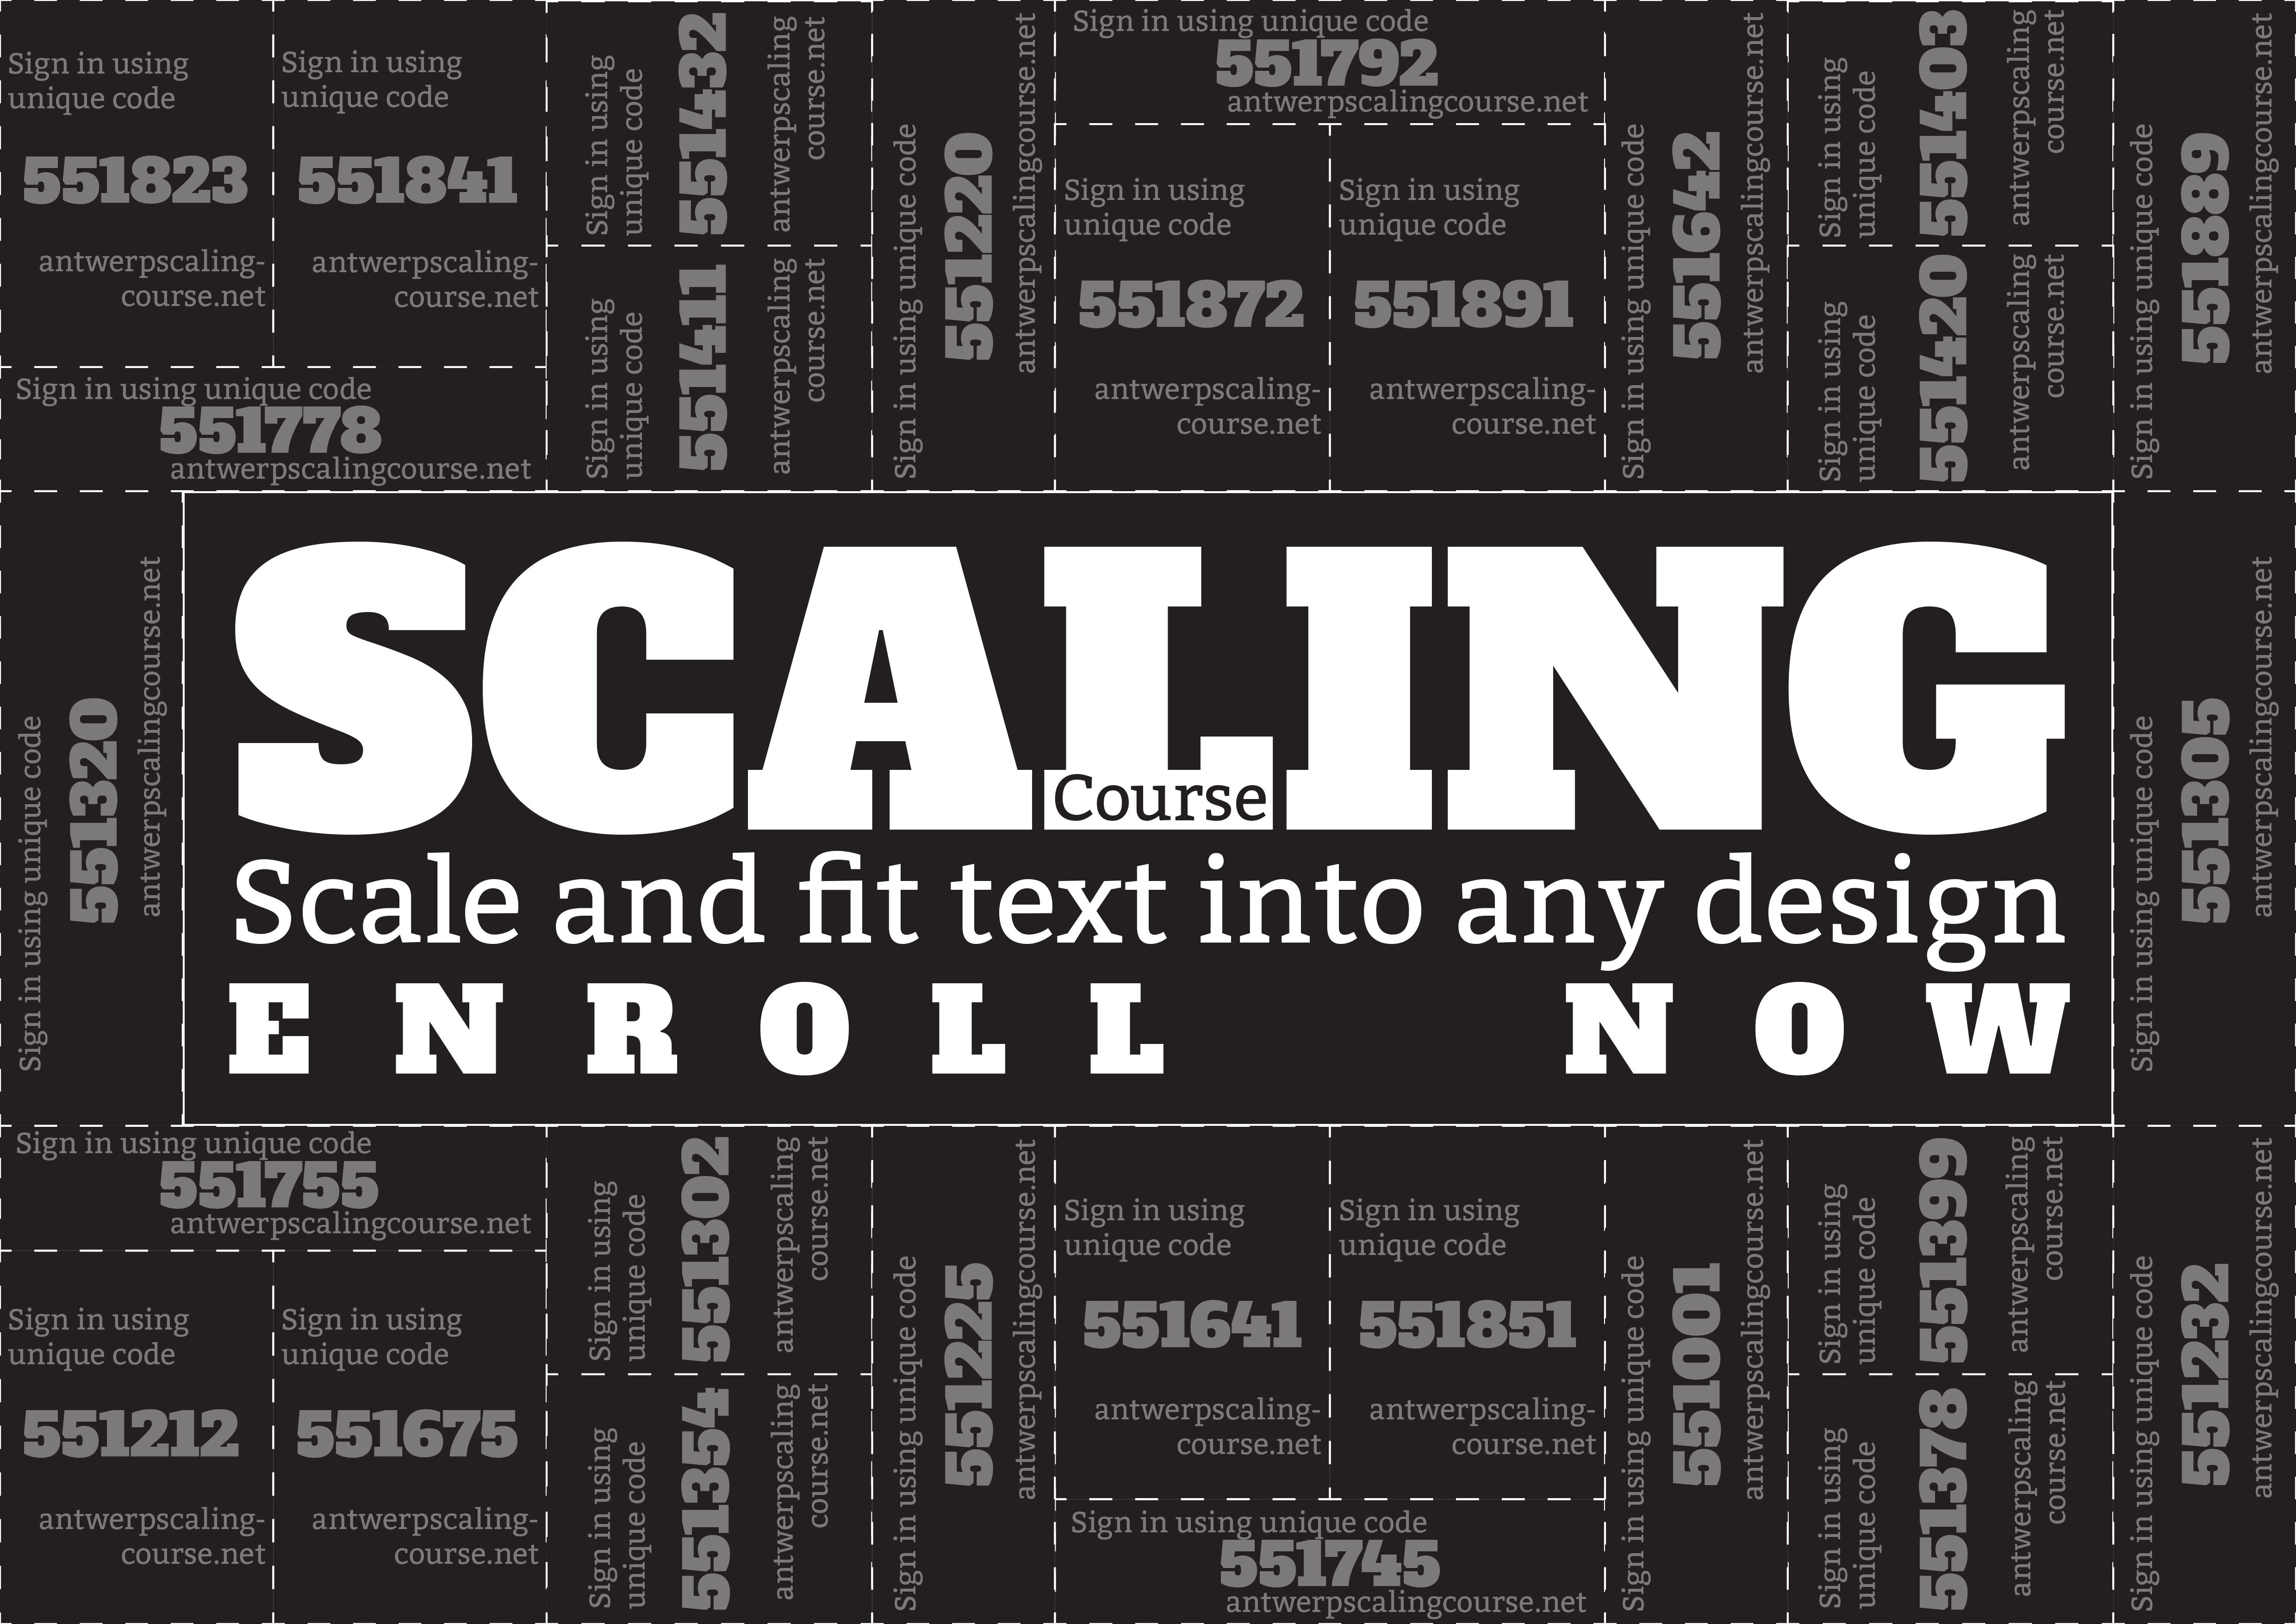 Sign in using
unique code
551823
antwerpscaling-
course.net
Sign in using
unique code
551841
antwerpscaling-
course.net
Sign in using unique code
551778
antwerpscalingcourse.net
Sign in using
unique code
551432
antwerpscaling
course.net
Sign in using
unique code
551411
antwerpscaling
course.net
Sign in using unique code
551220
antwerpscalingcourse.net
Sign in using unique code
551792
antwerpscalingcourse.net
Sign in using
unique code
551872
antwerpscaling-
course.net
Sign in using
unique code
551891
antwerpscaling-
course.net
Sign in using unique code
551642
antwerpscalingcourse.net
Sign in using
unique code
551403
antwerpscaling
course.net
Sign in using
unique code
551420
antwerpscaling
course.net
Sign in using unique code
551889
antwerpscalingcourse.net
Sign in using unique code
551320
antwerpscalingcourse.net
SCALING
Course
Scale and fit text into any design
ENROLL NOW
Sign in using unique code
551305
antwerpscalingcourse.net
Sign in using unique code
551755
antwerpscalingcourse.net
Sign in using
unique code
551212
antwerpscaling-
course.net
Sign in using
unique code
551675
antwerpscaling-
course.net
Sign in using
unique code
551302
antwerpscaling
course.net
Sign in using
unique code
551354
antwerpscaling
course.net
Sign in using unique code
551225
antwerpscalingcourse.net
Sign in using
unique code
551641
antwerpscaling-
course.net
Sign in using
unique code
551851
antwerpscaling-
course.net
Sign in using unique code
551745
antwerpscalingcourse.net
Sign in using unique code
551001
antwerpscalingcourse.net
Sign in using
unique code
551399
antwerpscaling
course.net
Sign in using
unique code
551378
antwerpscaling
course.net
Sign in using unique code
551232
antwerpscalingcourse.net